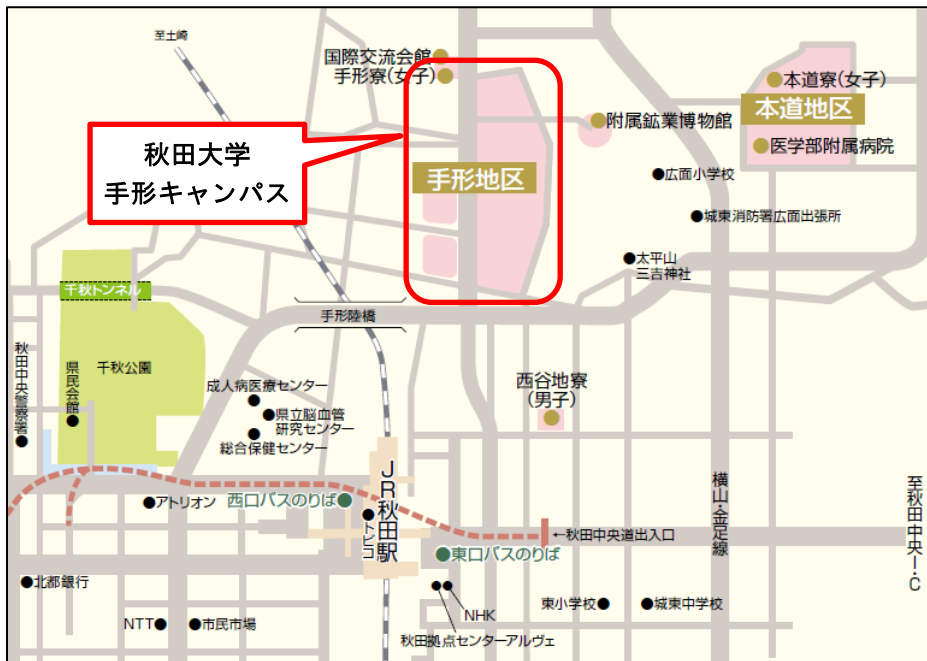 至土崎
国際交流会館
手形寮(女子)
本道寮(女子)
本道地区
附属鉱業博物館
医学部附属病院
秋田大学
手形キャンパス
手形地区
広面小学校
城東消防署広面出張所
太平山
三吉神社
千秋トンネル
手形陸橋
秋田中央警察署
県民会館
千秋公園
成人病医療センター
県立脳血管
研究センター
総合保健センター
西谷地寮
(男子)
アトリオン
西口バスのりば
トピコ
JR秋田駅
横山・金足線
至秋田中央I・C
←秋田中央道出入口
東口バスのりば
北都銀行
NTT
市民市場
NHK
秋田拠点センターアルヴェ
東小学校
城東中学校